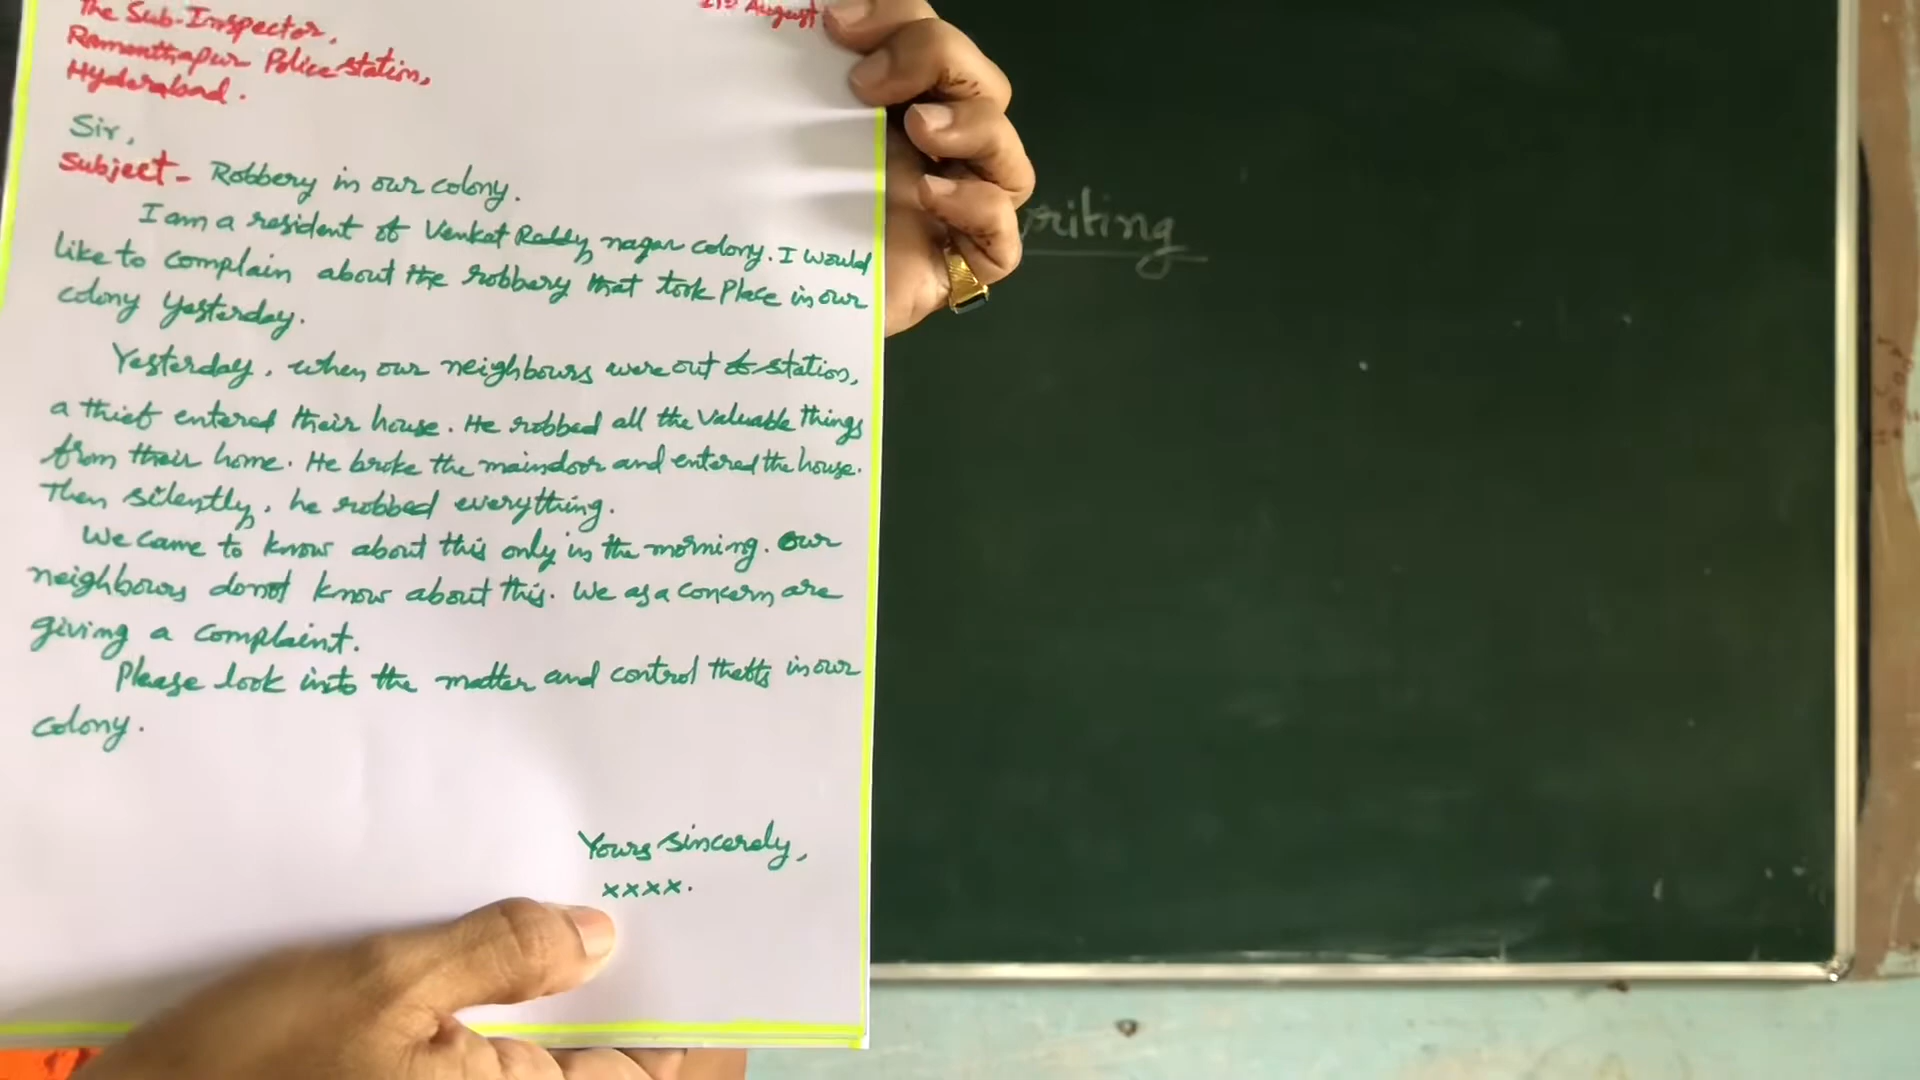 The Sub-Inspector,
21st August
Ramanthapur Police station,
Hyderabad.
Sir,
Subject- Robbery in our colony.
I am a resident of Venkat Reddy nagar colony. I would
like to complain about the robbery that took place in our
colony yesterday.
Yesterday, when our neighbours were out of station,
a thief entered their house. He robbed all the valuable things
from their home. He broke the maindoor and entered the house.
Then silently, he robbed everything.
We came to know about this only in the morning. Our
neighbours donot know about this. We as a concern are
giving a complaint.
Please look into the matter and control thefts in our
colony.
Yours sincerely,
xxxx.
writing